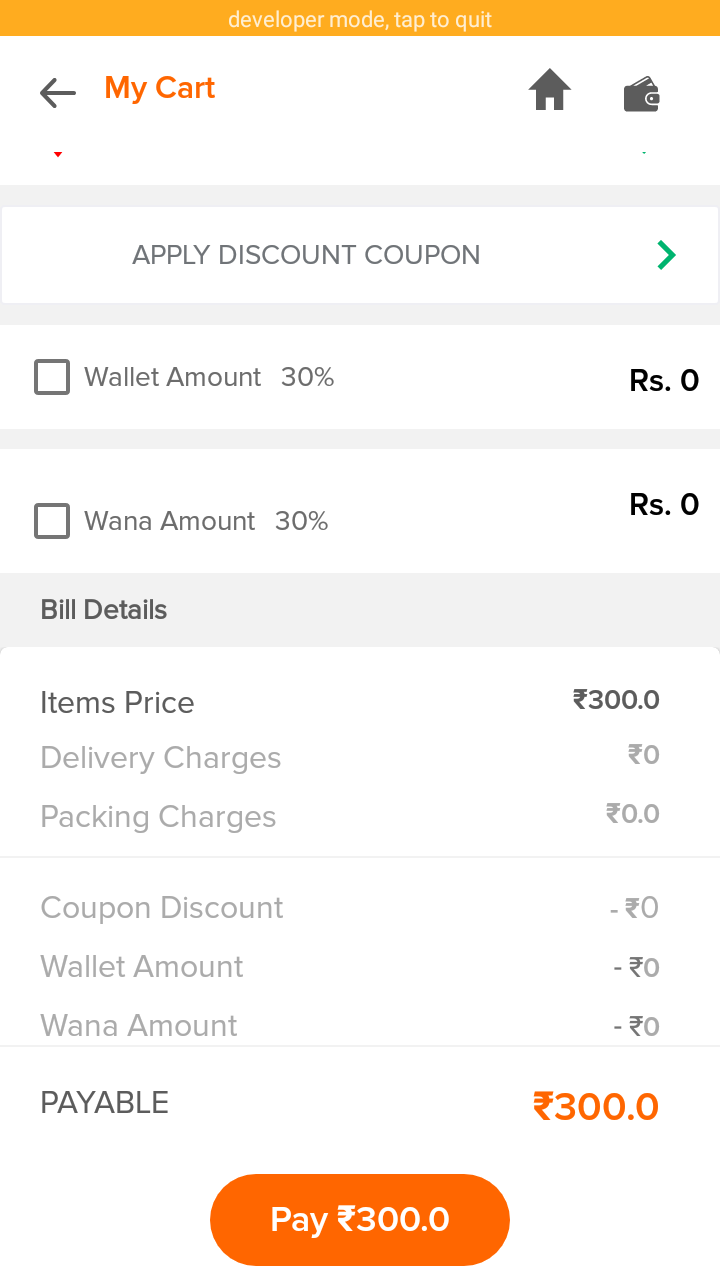 developer mode, tap to quit
My Cart
APPLY DISCOUNT COUPON
Wallet Amount 30% Rs. 0
Wana Amount 30% Rs. 0
Bill Details
Items Price ₹300.0
Delivery Charges ₹0
Packing Charges ₹0.0
Coupon Discount - ₹0
Wallet Amount - ₹0
Wana Amount - ₹0
PAYABLE ₹300.0
Pay ₹300.0